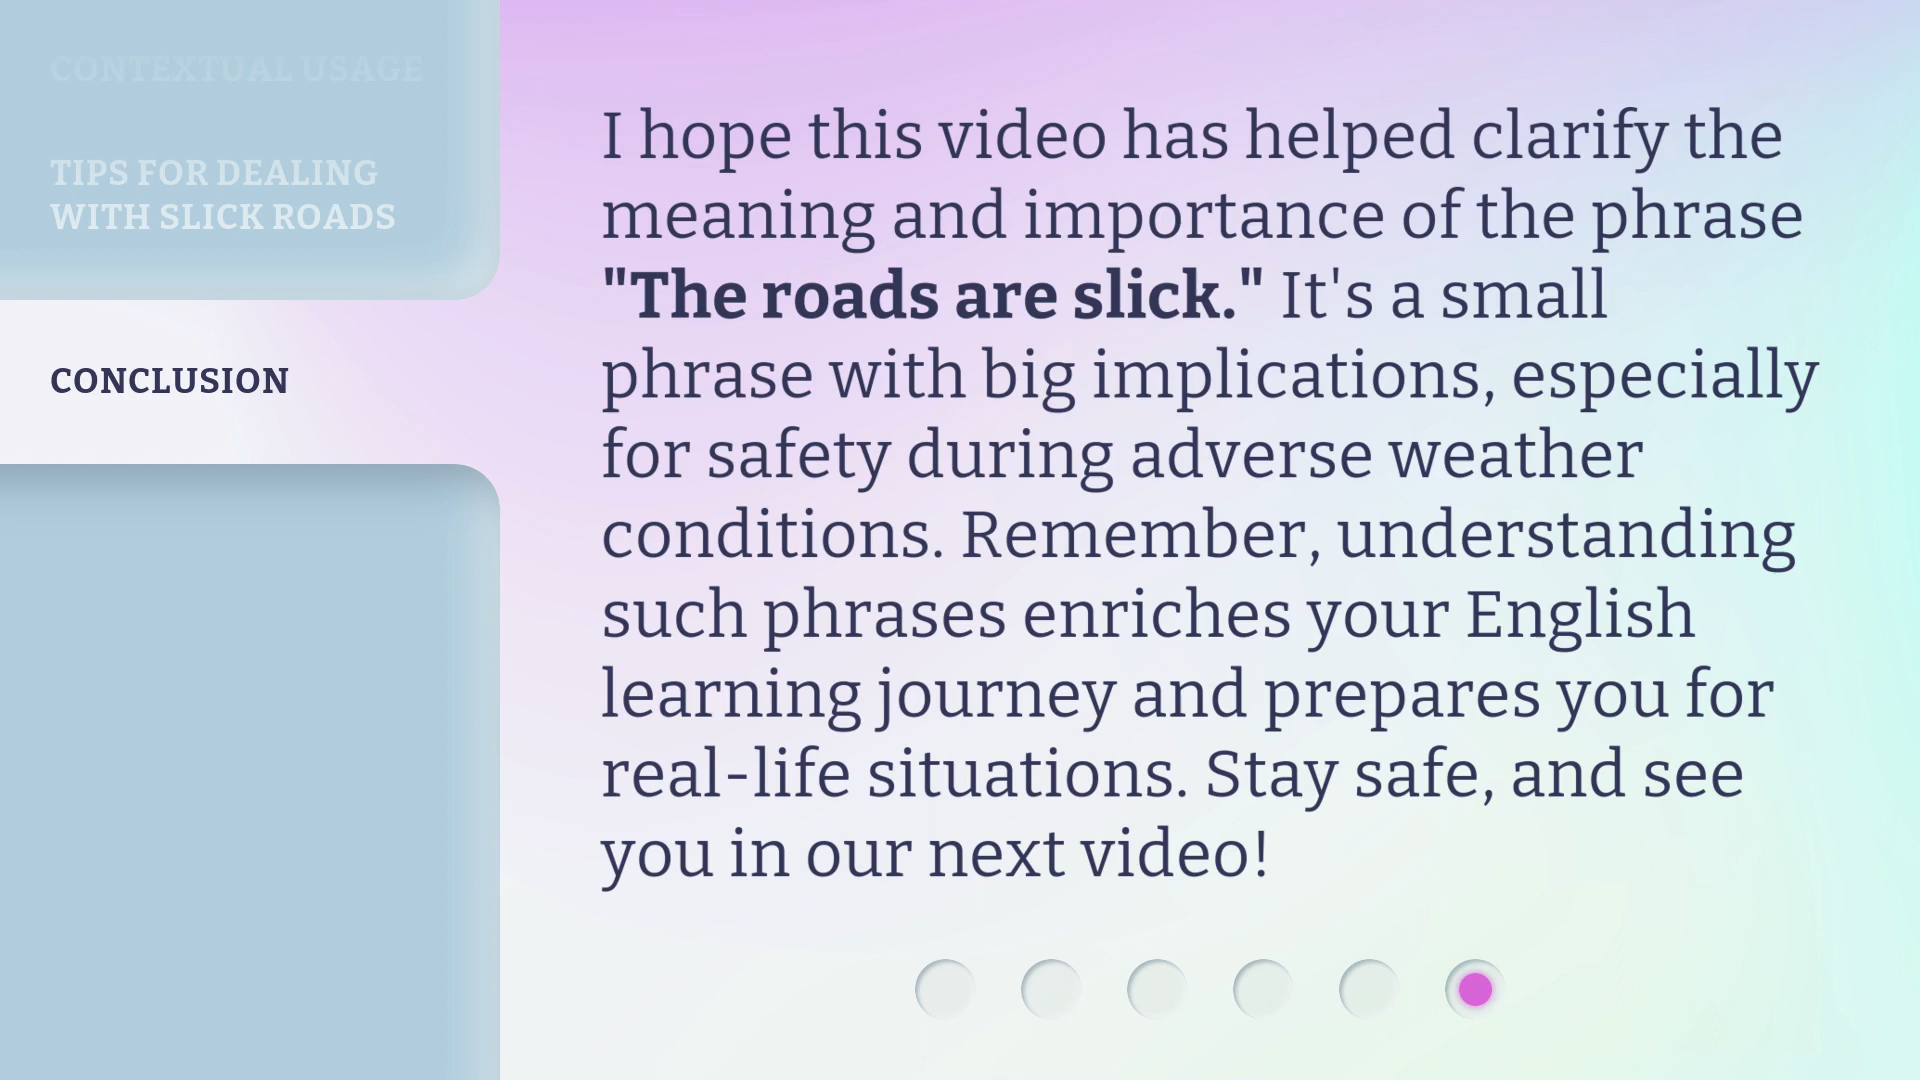 CONTEXTUAL USAGE
TIPS FOR DEALING
WITH SLICK ROADS
CONCLUSION
I hope this video has helped clarify the
meaning and importance of the phrase
"The roads are slick." It's a small
phrase with big implications, especially
for safety during adverse weather
conditions. Remember, understanding
such phrases enriches your English
learning journey and prepares you for
real-life situations. Stay safe, and see
you in our next video!